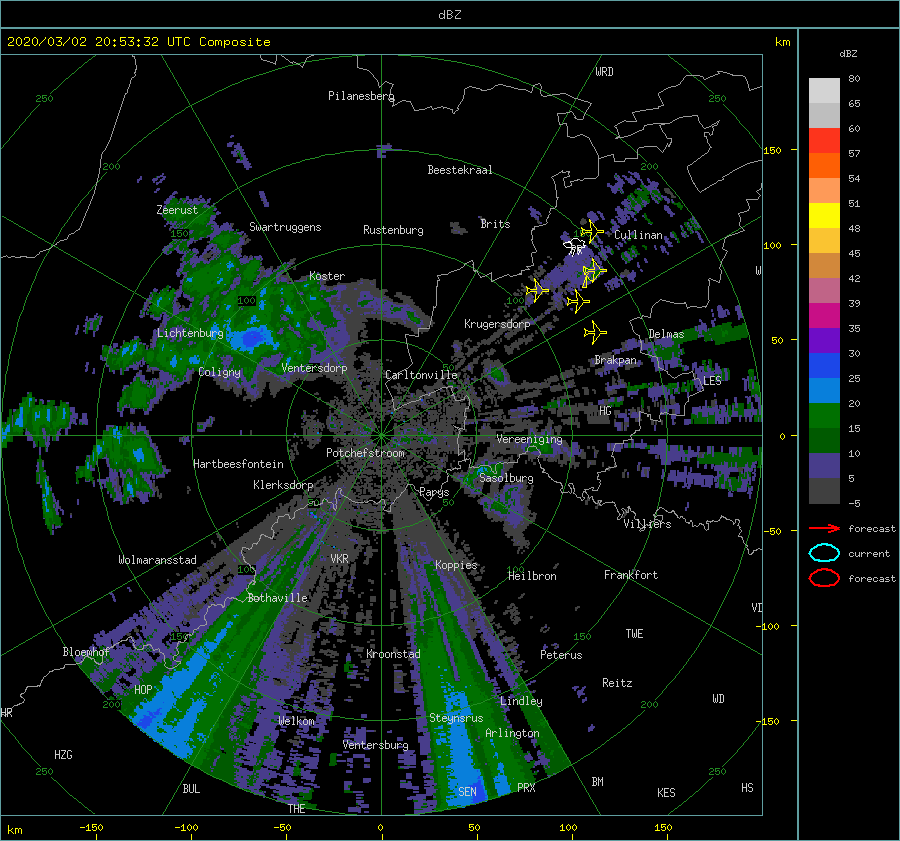 dBZ
2020/03/02 20:53:32 UTC Composite
km
dBZ
WRD
80
Pilanesberg
250
250
65
60
150
57
200
Beestekraal
200
54
Zeerust
51
Swartruggens
Rustenburg
Brits
150
Cullinan
48
100
45
Koster
W
42
100
100
39
Lichtenburg
Krugersdorp
Delmas
35
50
30
Coligny
Ventersdorp
Carltonville
Brakpan
LES
25
20
HG
15
0
Vereeniging
10
Potchefstroom
Hartbeesfontein
Sasolburg
5
Klerksdorp
Parys
-5
50
50
Villiers
forecast
-50
Wolmaransstad
VKR
Koppies
current
100
100
Heilbron
Frankfort
forecast
Bothaville
VD
-100
150
150
TWE
Bloemhof
Kroonstad
Peterus
HOP
Reitz
200
200
WD
HR
Welkom
Steynsrus
Lindley
-150
Arlington
HZG
Ventersburg
250
250
BUL
SEN
PRX
BM
KES
HS
THE
km
-150
-100
-50
0
50
100
150